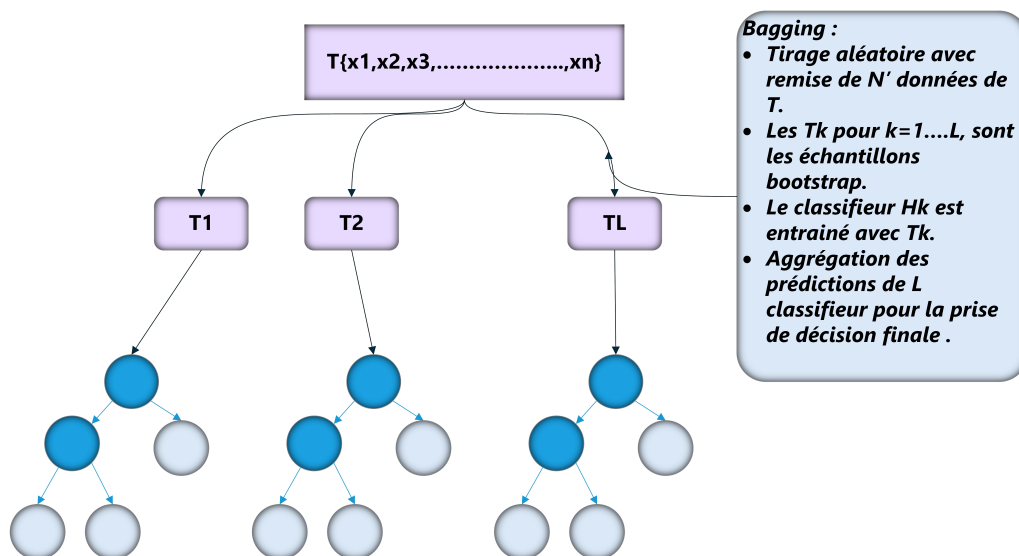 T{x1,x2,x3,………………..,xn}
Bagging :
• Tirage aléatoire avec
remise de N’ données de
T.
• Les Tk pour k=1….L, sont
les échantillons
bootstrap.
• Le classifieur Hk est
entrainé avec Tk.
• Aggrégation des
prédictions de L
classifieur pour la prise
de décision finale .
T1
T2
TL